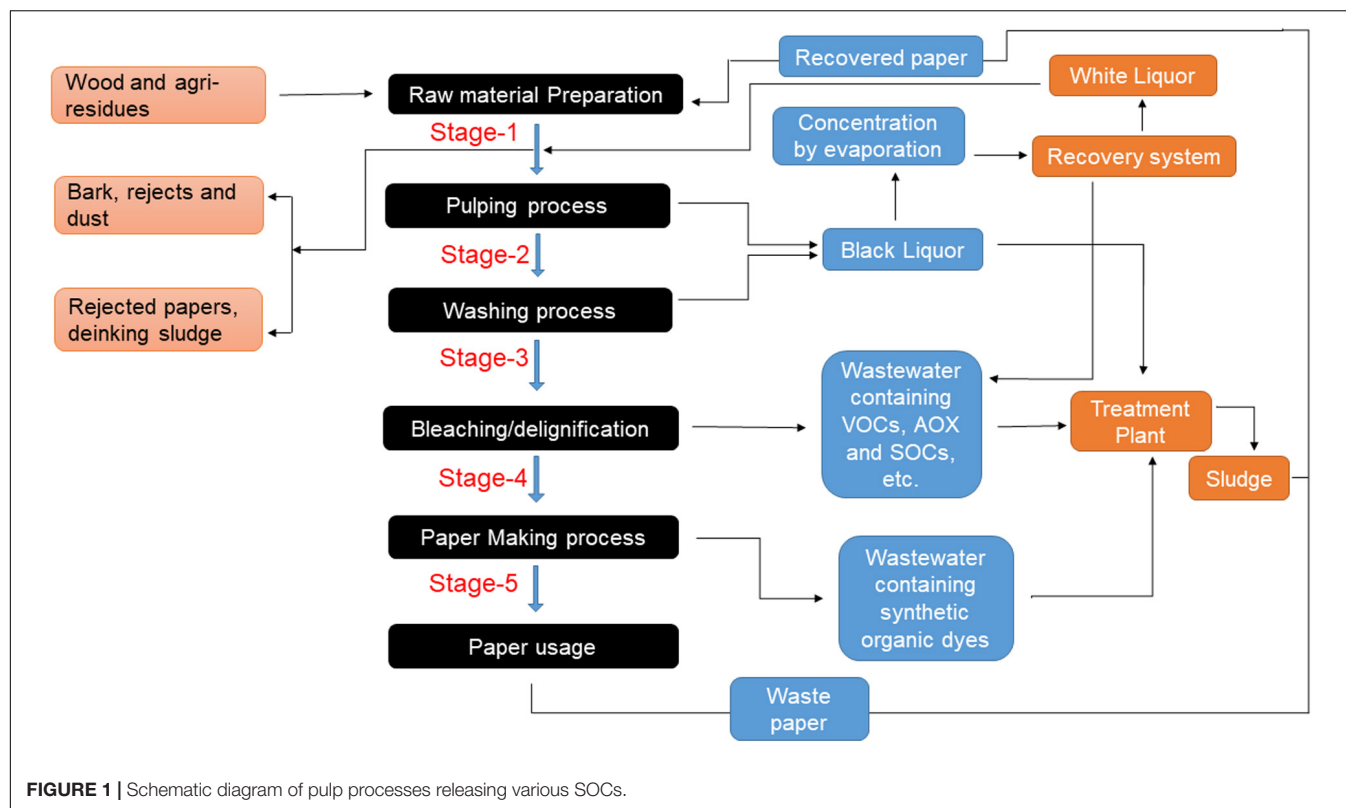 Wood and agri-
residues
Bark, rejects and
dust
Rejected papers,
deinking sludge
Raw material Preparation
Stage-1
Pulping process
Stage-2
Washing process
Stage-3
Bleaching/delignification
Stage-4
Paper Making process
Stage-5
Paper usage
Recovered paper
White Liquor
Concentration
by evaporation
Recovery system
Black Liquor
Wastewater
containing
VOCs, AOX
and SOCs,
etc.
Treatment
Plant
Sludge
Wastewater
containing
synthetic
organic dyes
Waste
paper
FIGURE 1 | Schematic diagram of pulp processes releasing various SOCs.